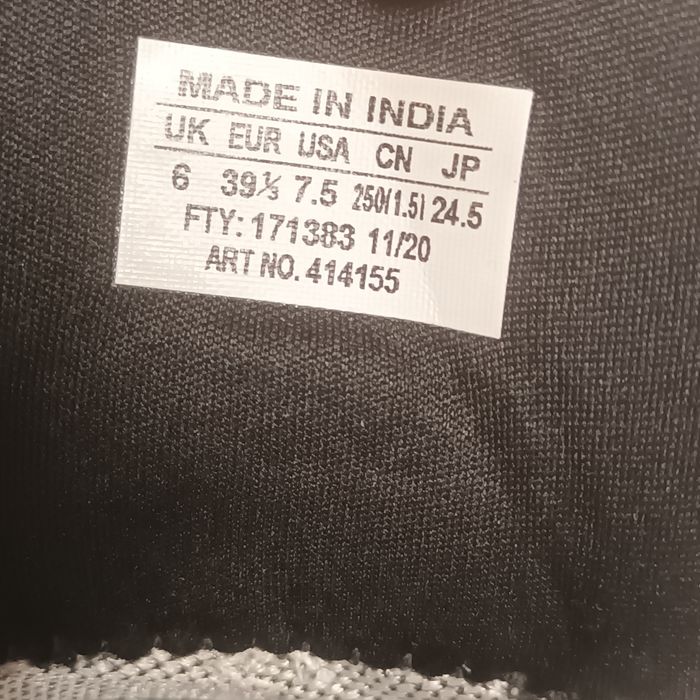 MADE IN INDIA
UK EUR USA CN JP
6 39⅓ 7.5 250(1.5) 24.5
FTY: 171383 11/20
ART NO. 414155